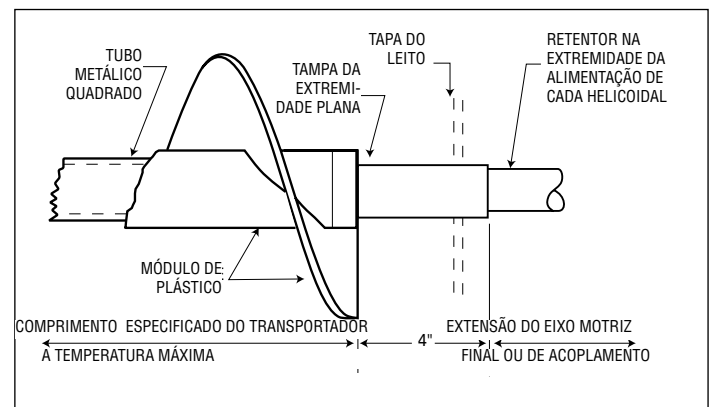 TUBO
METÁLICO
QUADRADO
TAMPA DA
EXTREMI-
DADE PLANA
TAPA DO
LEITO
RETENTOR NA
EXTREMIDADE DA
ALIMENTAÇÃO DE
CADA HELICOIDAL
MÓDULO DE
PLÁSTICO
COMPRIMENTO ESPECIFICADO DO TRANSPORTADOR
A TEMPERATURA MÁXIMA
4"
EXTENSÃO DO EIXO MOTRIZ
FINAL OU DE ACOPLAMENTO